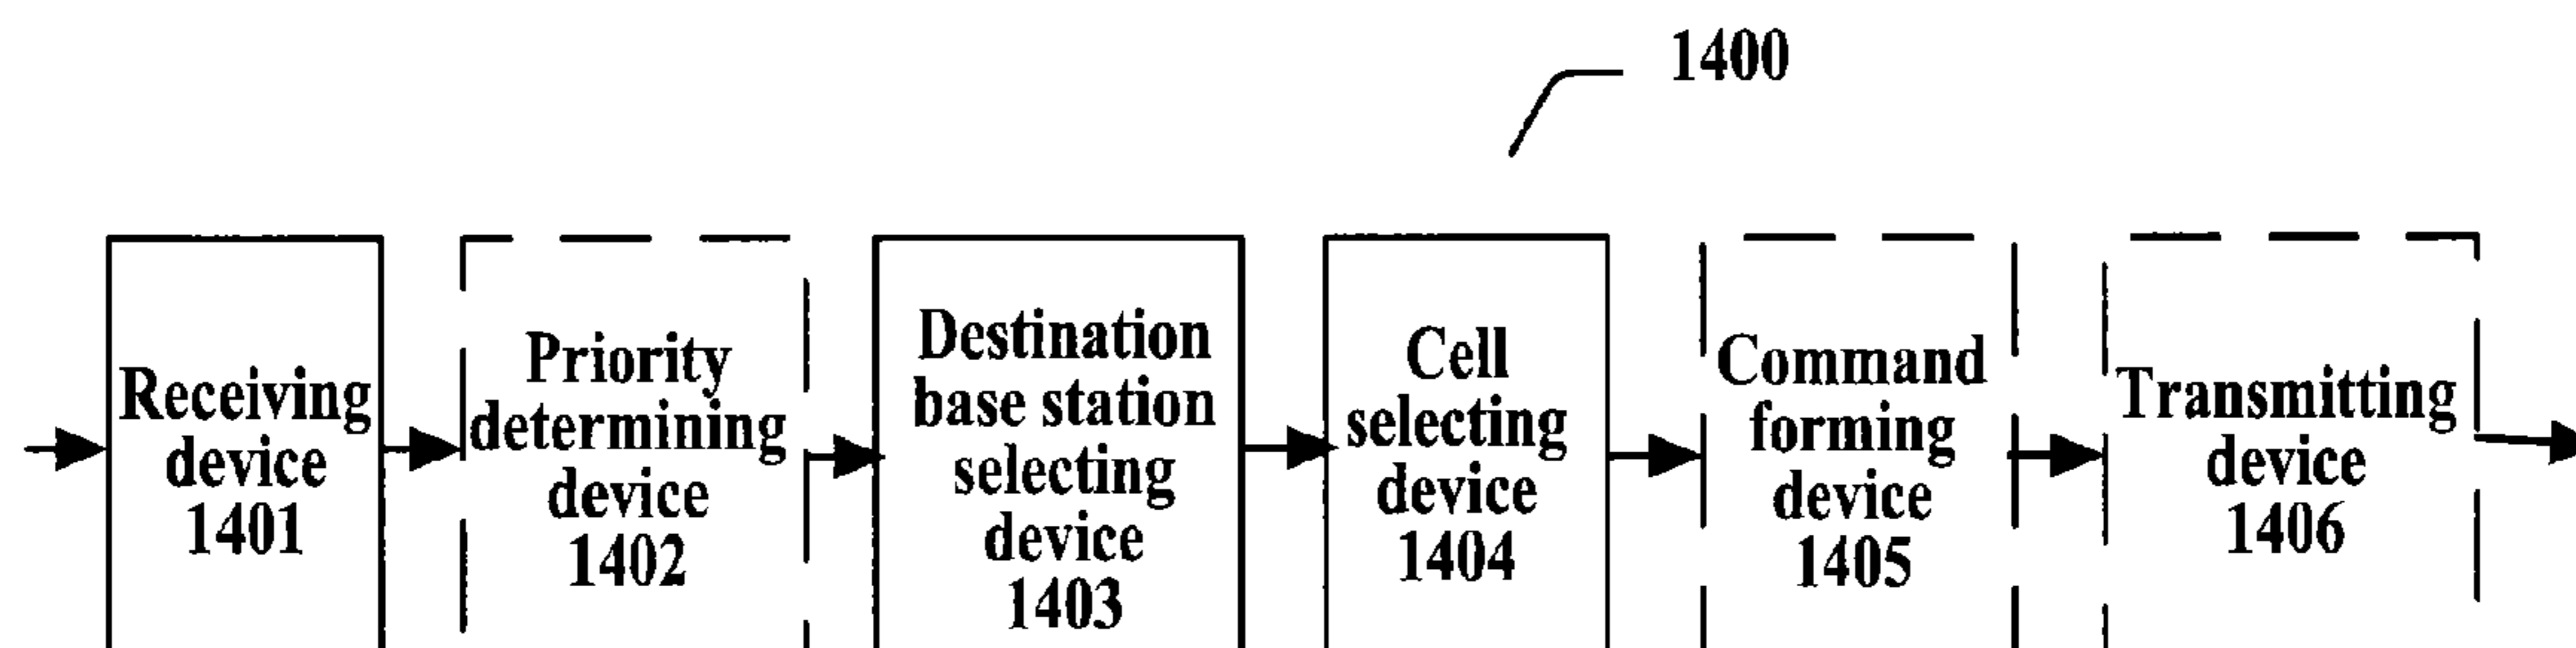 1400
Receiving
device
1401
Priority
determining
device
1402
Destination
base station
selecting
device
1403
Cell
selecting
device
1404
Command
forming
device
1405
Transmitting
device
1406